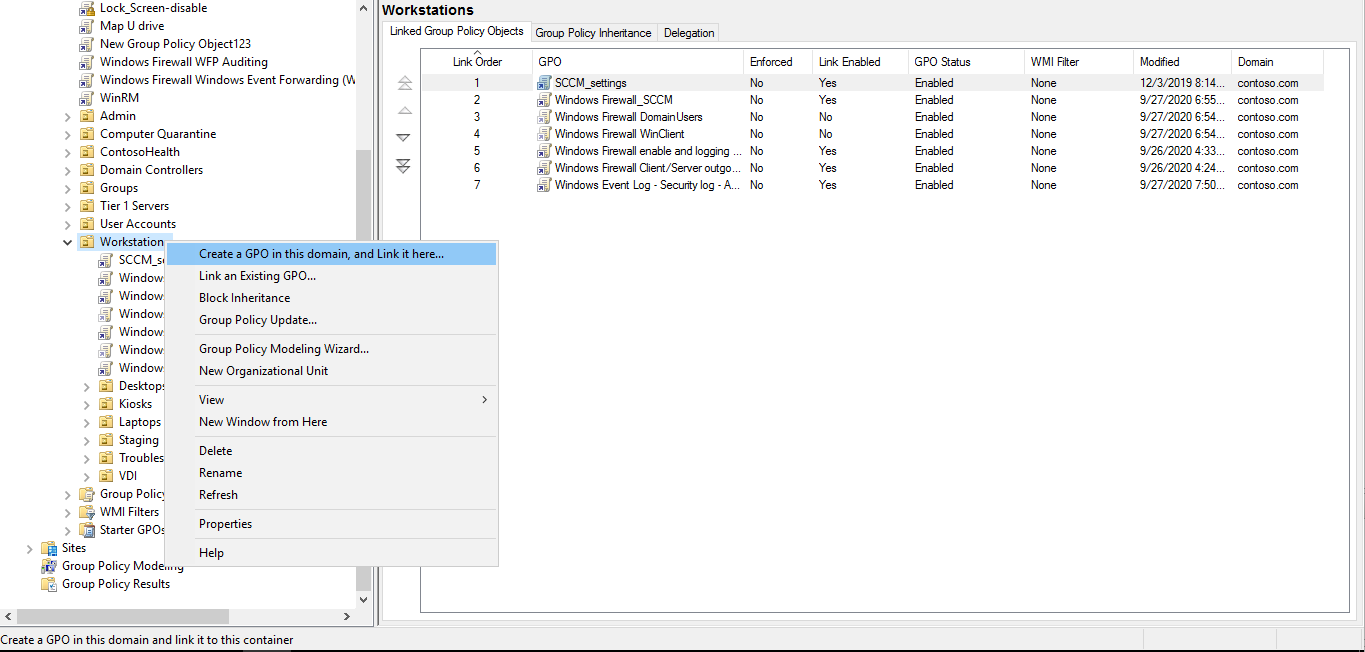 Lock_Screen-disable
Map U drive
New Group Policy Object123
Windows Firewall WFP Auditing
Windows Firewall Windows Event Forwarding (W
WinRM
Admin
Computer Quarantine
ContosoHealth
Domain Controllers
Groups
Tier 1 Servers
User Accounts
Workstation
SCCM_se
Window
Window
Window
Window
Window
Window
Desktops
Kiosks
Laptops
Staging
Troubles
VDI
Group Policy
WMI Filters
Starter GPOs
Sites
Group Policy Modeling
Group Policy Results
Create a GPO in this domain, and Link it here...
Link an Existing GPO...
Block Inheritance
Group Policy Update...
Group Policy Modeling Wizard...
New Organizational Unit
View
New Window from Here
Delete
Rename
Refresh
Properties
Help
Workstations
Linked Group Policy Objects Group Policy Inheritance Delegation
Link Order GPO Enforced Link Enabled GPO Status WMI Filter Modified Domain
1 SCCM_settings No Yes Enabled None 12/3/2019 8:14... contoso.com
2 Windows Firewall_SCCM No Yes Enabled None 9/27/2020 6:55... contoso.com
3 Windows Firewall DomainUsers No No Enabled None 9/27/2020 6:54... contoso.com
4 Windows Firewall WinClient No No Enabled None 9/27/2020 6:54... contoso.com
5 Windows Firewall enable and logging ... No Yes Enabled None 9/26/2020 4:33... contoso.com
6 Windows Firewall Client/Server outgo... No Yes Enabled None 9/26/2020 4:24... contoso.com
7 Windows Event Log - Security log - A... No Yes Enabled None 9/27/2020 7:50... contoso.com
Create a GPO in this domain and link it to this container